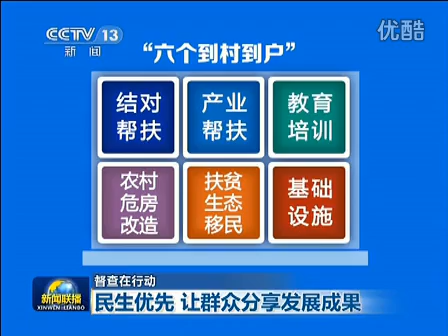 CCTV 13
新闻
优酷
“六个到村到户”
结对
帮扶
产业
帮扶
教育
培训
农村
危房
改造
扶贫
生态
移民
基础
设施
督查在行动
新闻联播
XINWEN LIANBO
民生优先 让群众分享发展成果